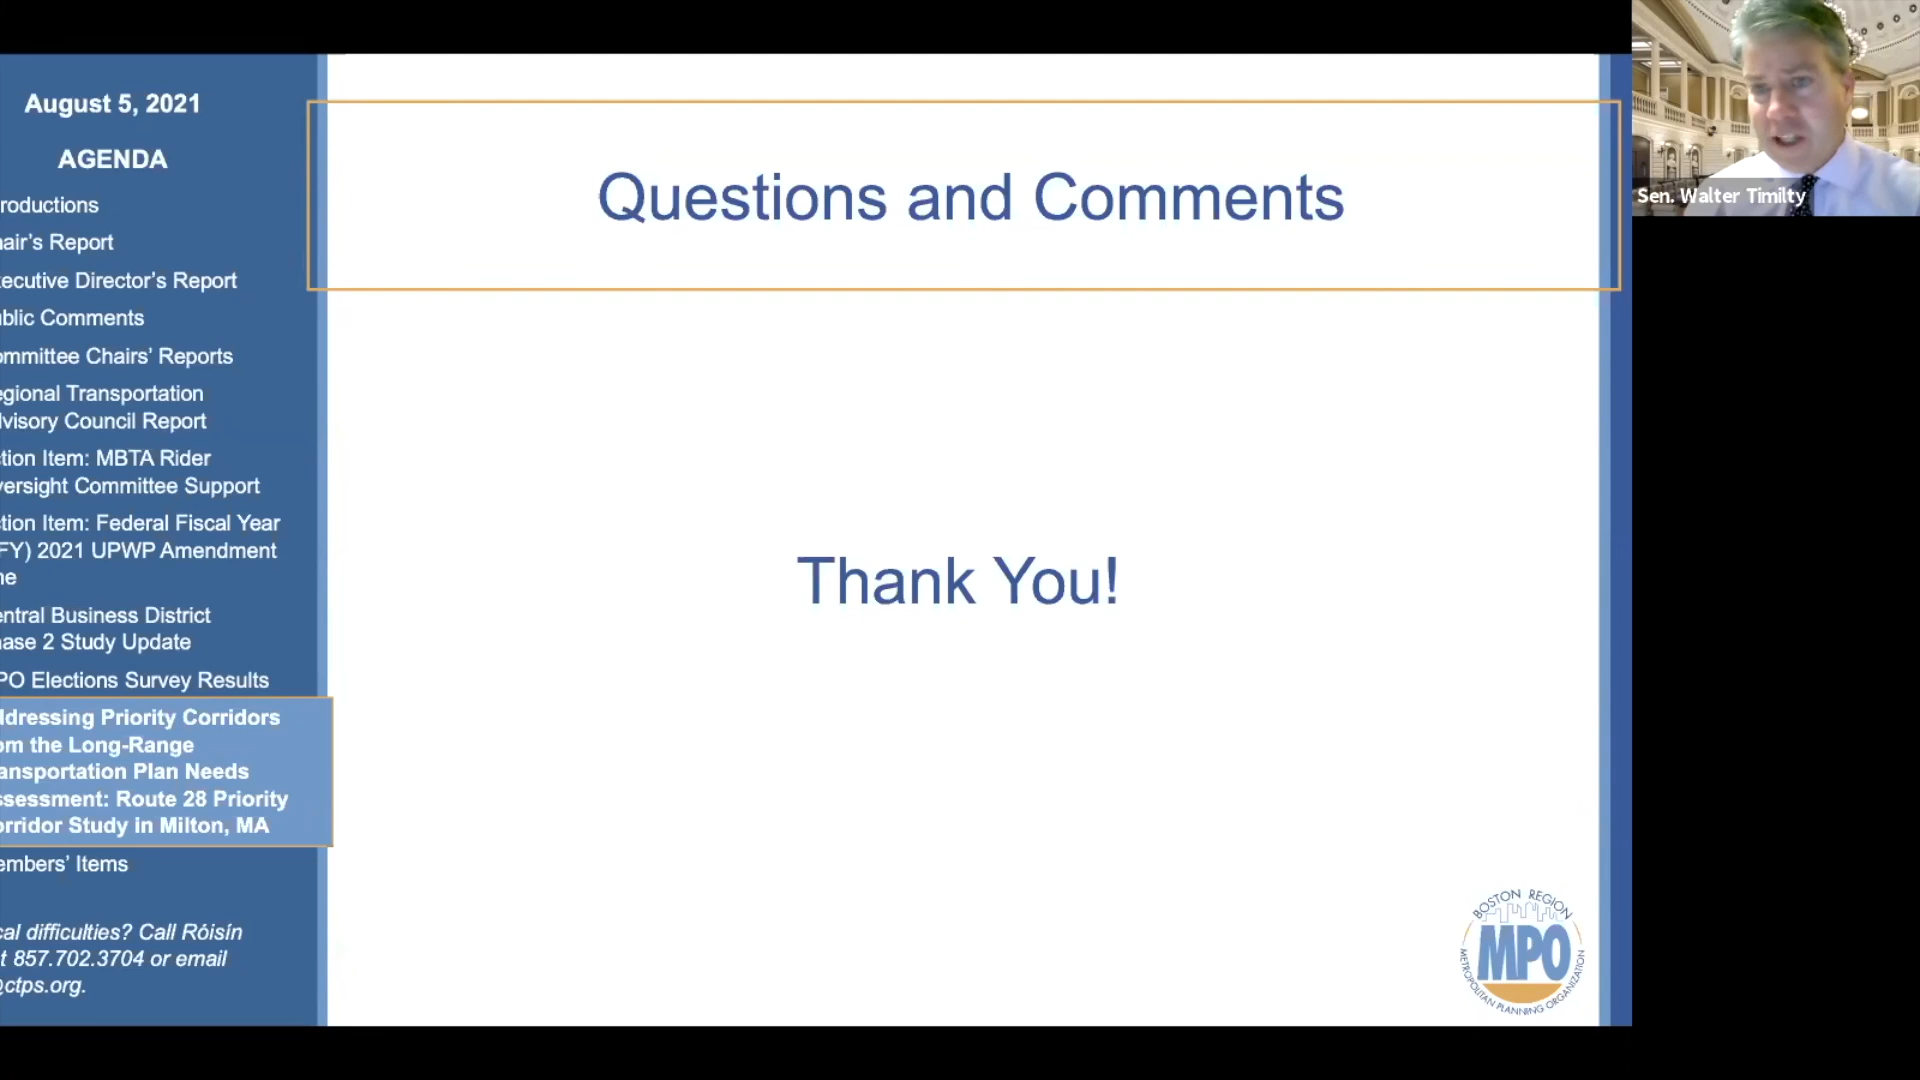 August 5, 2021
AGENDA
roductions
air's Report
ecutive Director's Report
blic Comments
ommittee Chairs' Reports
egional Transportation
lvisory Council Report
tion Item: MBTA Rider
versight Committee Support
tion Item: Federal Fiscal Year
FY) 2021 UPWP Amendment
ne
entral Business District
ase 2 Study Update
PO Elections Survey Results
ddressing Priority Corridors
om the Long-Range
ansportation Plan Needs
ssessment: Route 28 Priority
orridor Study in Milton, MA
embers' Items
cal difficulties? Call Róisín
t 857.702.3704 or email
@ctps.org.
Questions and Comments
Thank You!
BOSTON REGION
MPO
METROPOLITAN PLANNING ORGANIZATION
Sen. Walter Timilty